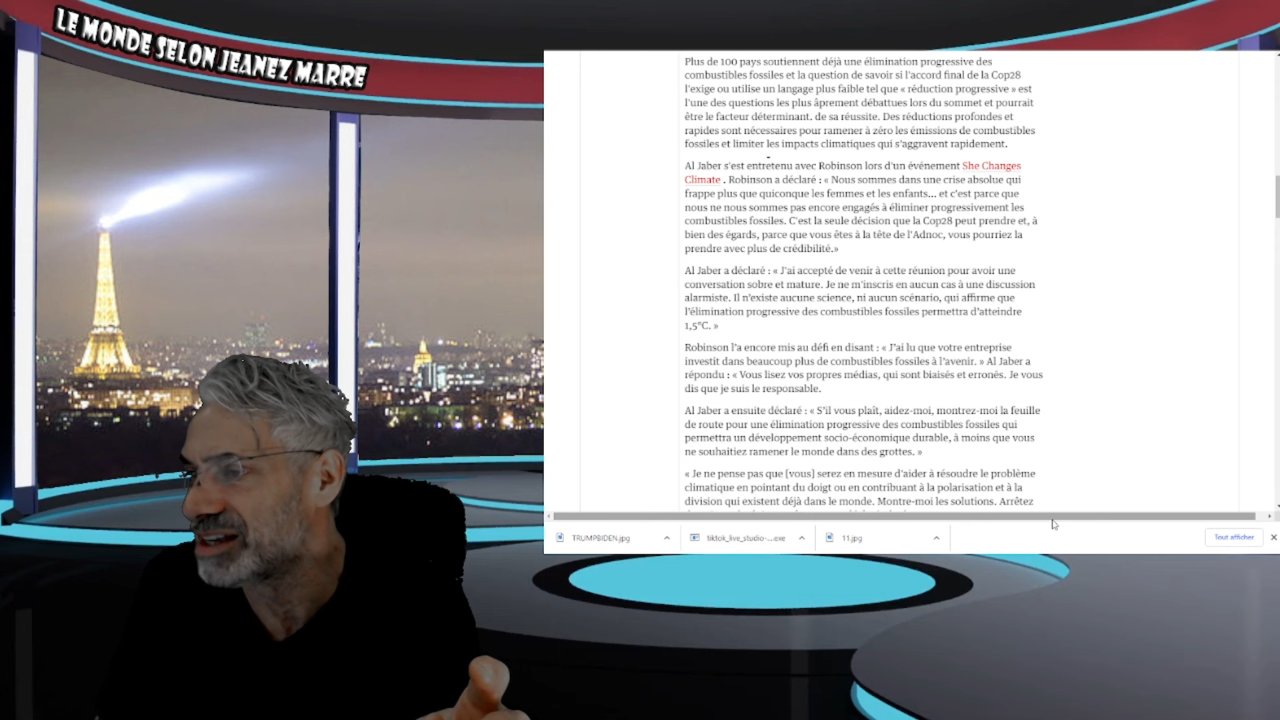 LE MONDE SELON JEANEZ MARRE
Plus de 100 pays soutiennent déjà une élimination progressive des
combustibles fossiles et la question de savoir si l'accord final de la Cop28
l'exige ou utilise un langage plus faible tel que « réduction progressive » est
l'une des questions les plus âprement débattues lors du sommet et pourrait
être le facteur déterminant. de sa réussite. Des réductions profondes et
rapides sont nécessaires pour ramener à zéro les émissions de combustibles
fossiles et limiter les impacts climatiques qui s'aggravent rapidement.
Al Jaber s'est entretenu avec Robinson lors d'un événement She Changes
Climate . Robinson a déclaré : « Nous sommes dans une crise absolue qui
frappe plus que quiconque les femmes et les enfants... et c'est parce que
nous ne nous sommes pas encore engagés à éliminer progressivement les
combustibles fossiles. C'est la seule décision que la Cop28 peut prendre et, à
bien des égards, parce que vous êtes à la tête de l'Adnoc, vous pourriez la
prendre avec plus de crédibilité.»
Al Jaber a déclaré : « J'ai accepté de venir à cette réunion pour avoir une
conversation sobre et mature. Je ne m'inscris en aucun cas à une discussion
alarmiste. Il n'existe aucune science, ni aucun scénario, qui affirme que
l'élimination progressive des combustibles fossiles permettra d'atteindre
1,5°C. »
Robinson l'a encore mis au défi en disant : « J'ai lu que votre entreprise
investit dans beaucoup plus de combustibles fossiles à l'avenir. » Al Jaber a
répondu : « Vous lisez vos propres médias, qui sont biaisés et erronés. Je vous
dis que je suis le responsable.
Al Jaber a ensuite déclaré : « S'il vous plaît, aidez-moi, montrez-moi la feuille
de route pour une élimination progressive des combustibles fossiles qui
permettra un développement socio-économique durable, à moins que vous
ne souhaitiez ramener le monde dans des grottes. »
« Je ne pense pas que [vous] serez en mesure d'aider à résoudre le problème
climatique en pointant du doigt ou en contribuant à la polarisation et à la
division qui existent déjà dans le monde. Montre-moi les solutions. Arrêtez
TRUMPBIDEN.jpg
tiktok_live_studio-....exe
11.jpg
Tout afficher